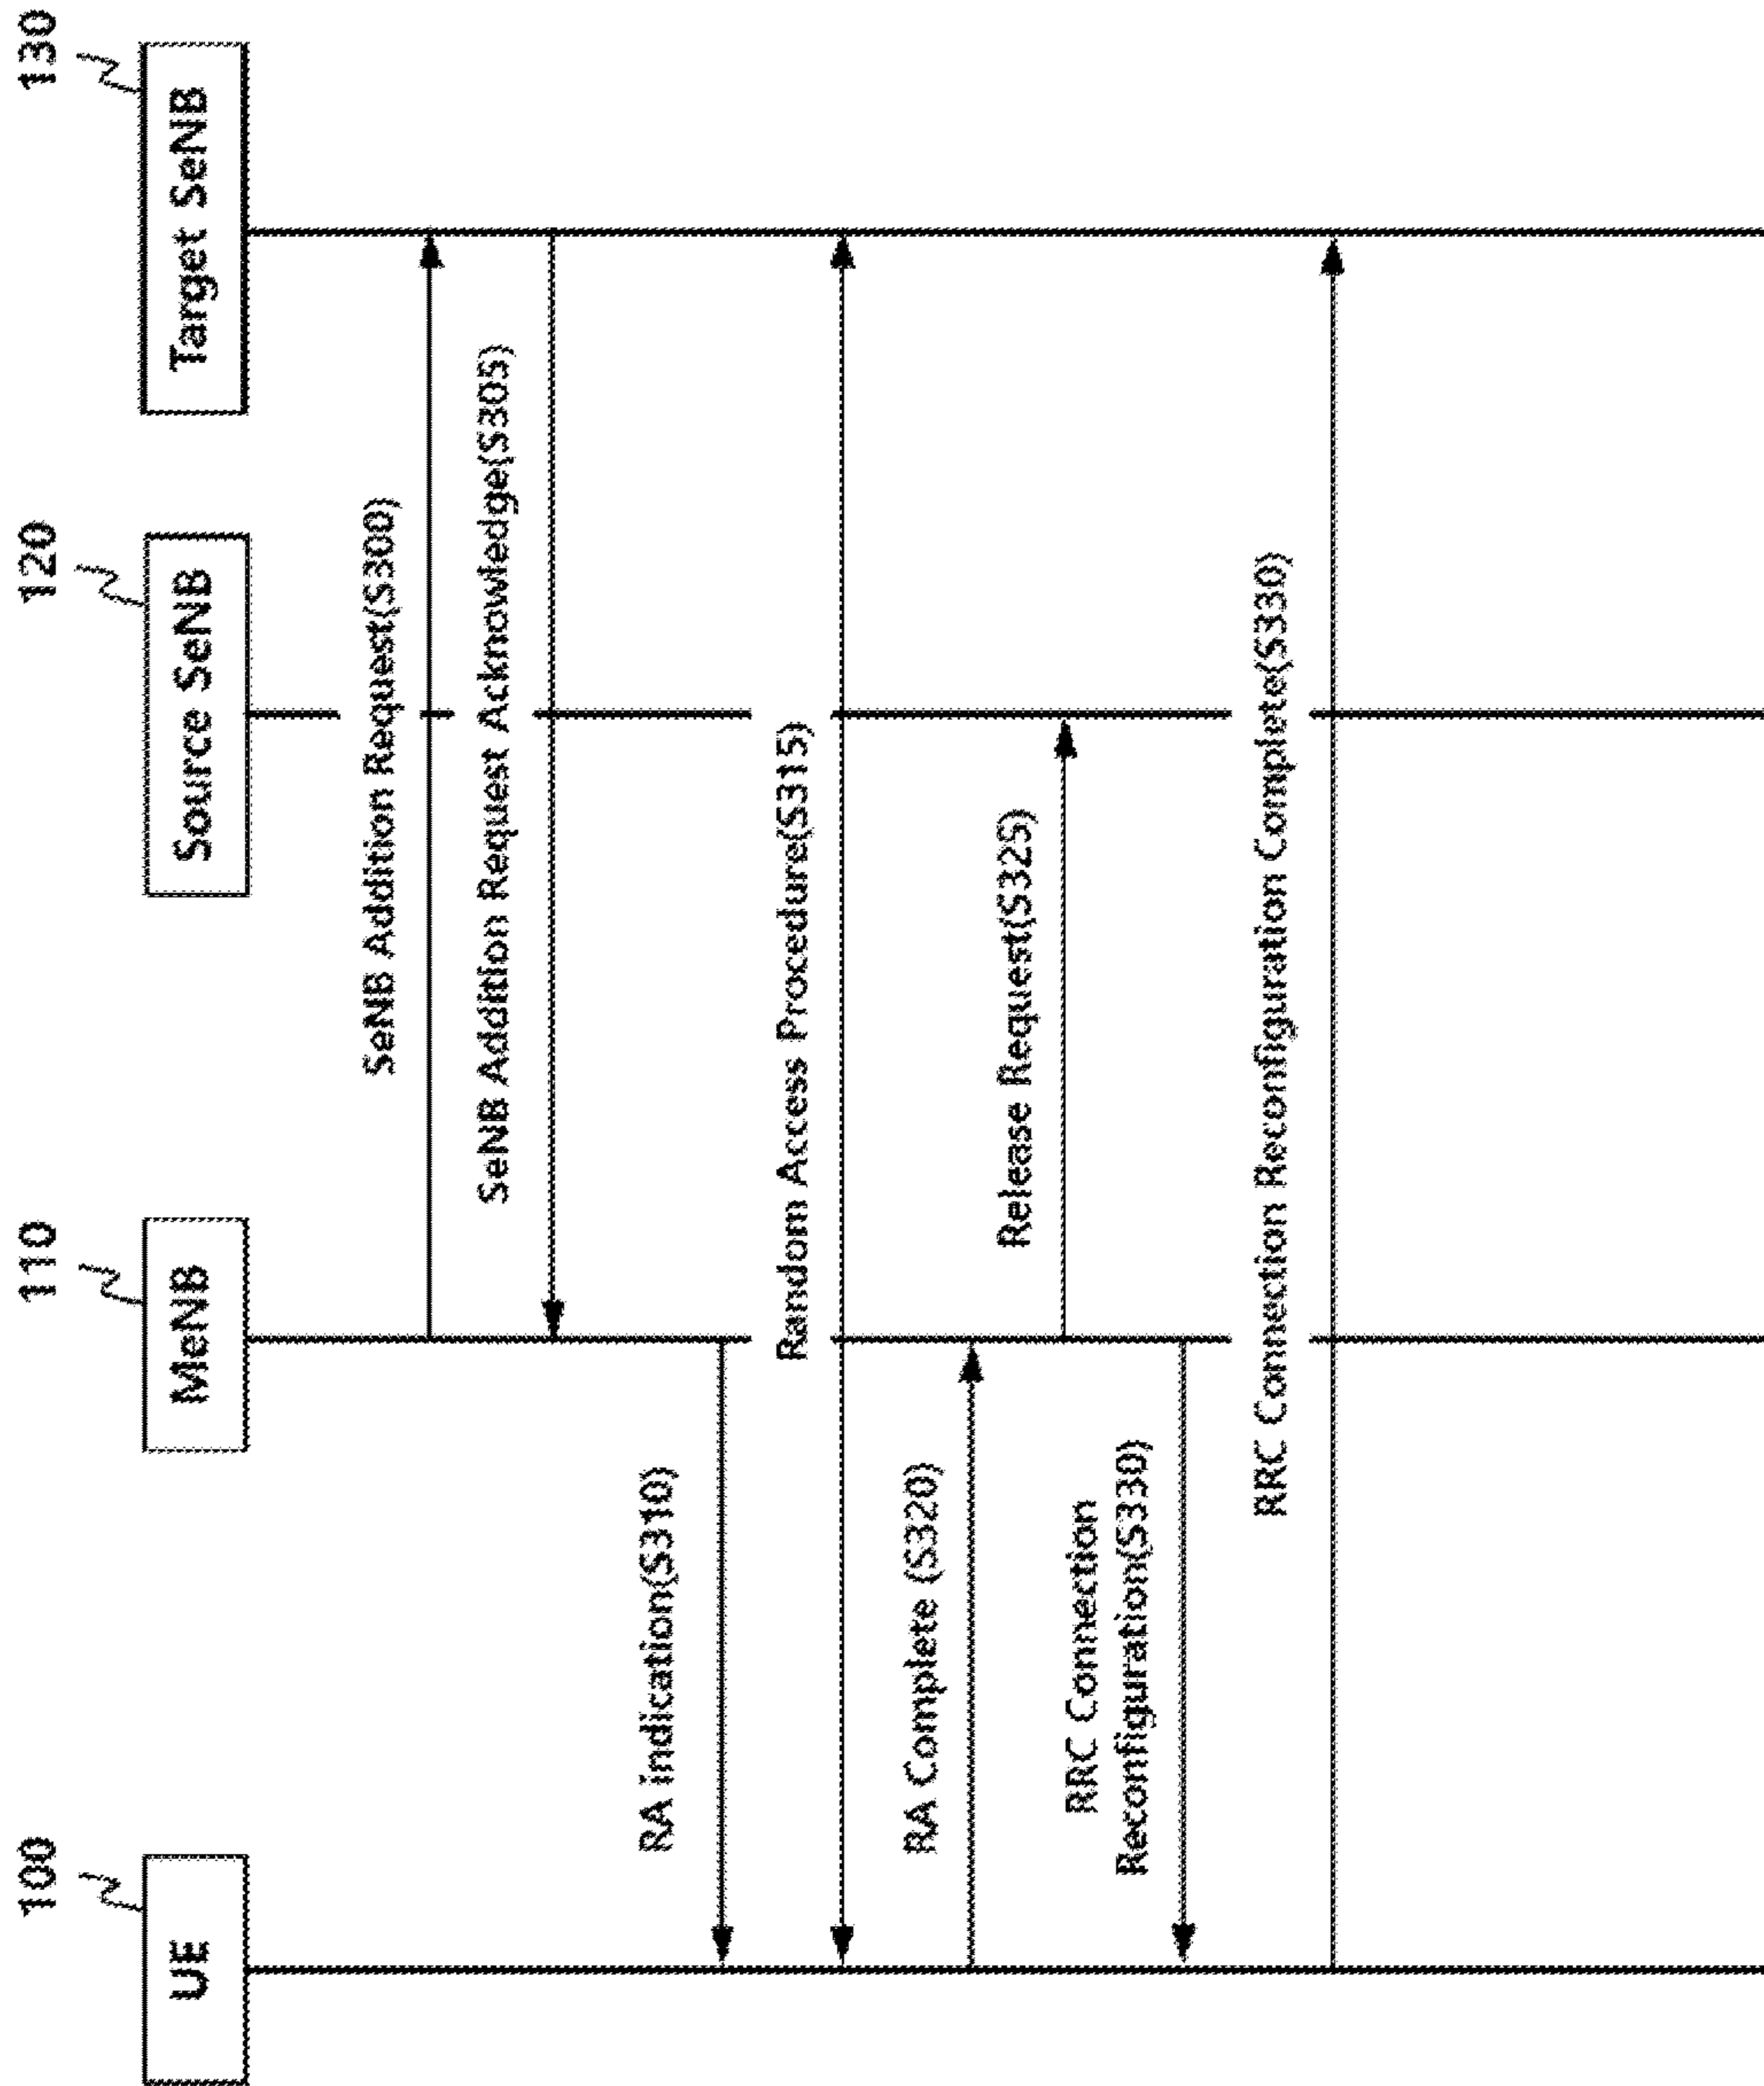 100
110
120
130
UE
MeNB
Source SeNB
Target SeNB
SeNB Addition Request(S300)
SeNB Addition Request Acknowledge(S305)
RA indication(S310)
Random Access Procedure(S315)
RA Complete (S320)
Release Request(S325)
RRC Connection
Reconfiguration(S330)
RRC Connection Reconfiguration Complete(S330)